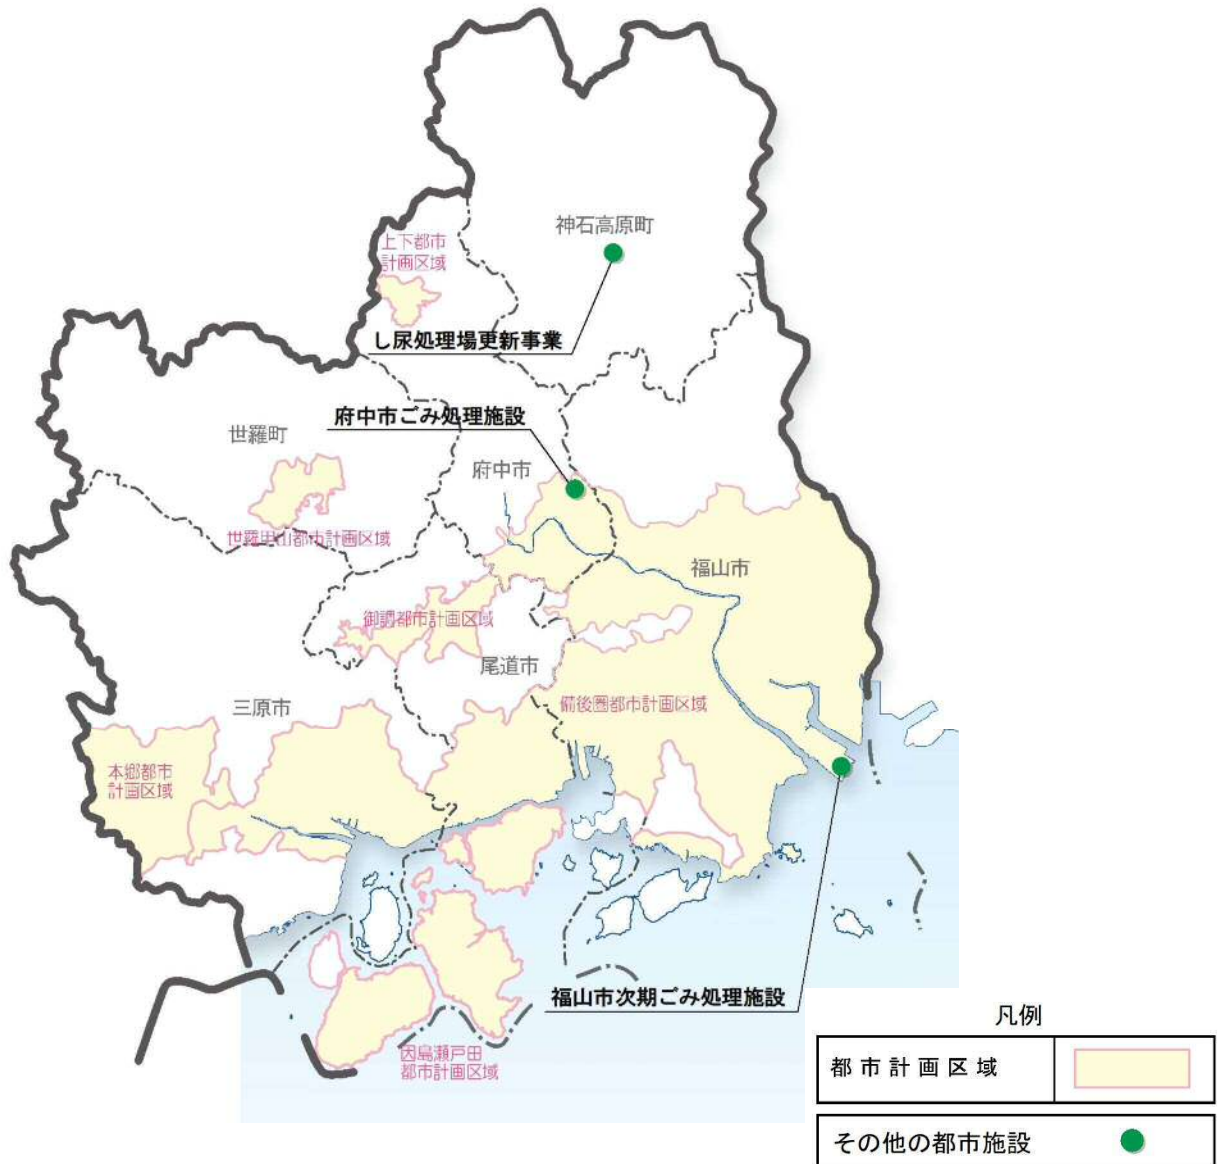 神石高原町
上下都市
計画区域
し尿処理場更新事業
府中市ごみ処理施設
世羅町
府中市
世羅甲山都市計画区域
福山市
御調都市計画区域
尾道市
備後圏都市計画区域
三原市
本郷都市
計画区域
福山市次期ごみ処理施設
因島瀬戸田
都市計画区域
凡例
都市計画区域
その他の都市施設